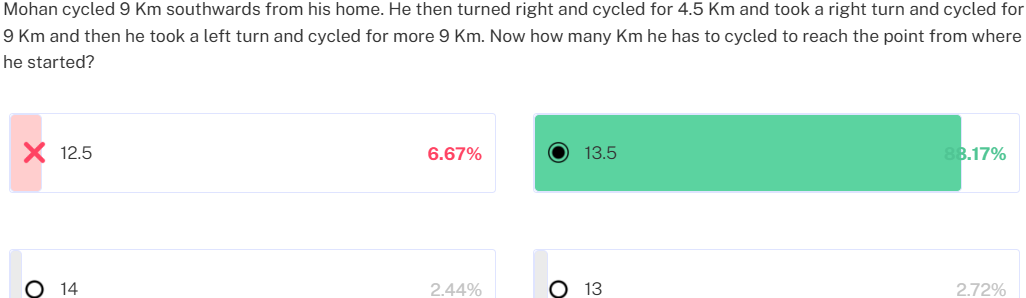 Mohan cycled 9 Km southwards from his home. He then turned right and cycled for 4.5 Km and took a right turn and cycled for
9 Km and then he took a left turn and cycled for more 9 Km. Now how many Km he has to cycled to reach the point from where
he started?
12.5 6.67%
13.5 88.17%
14 2.44%
13 2.72%